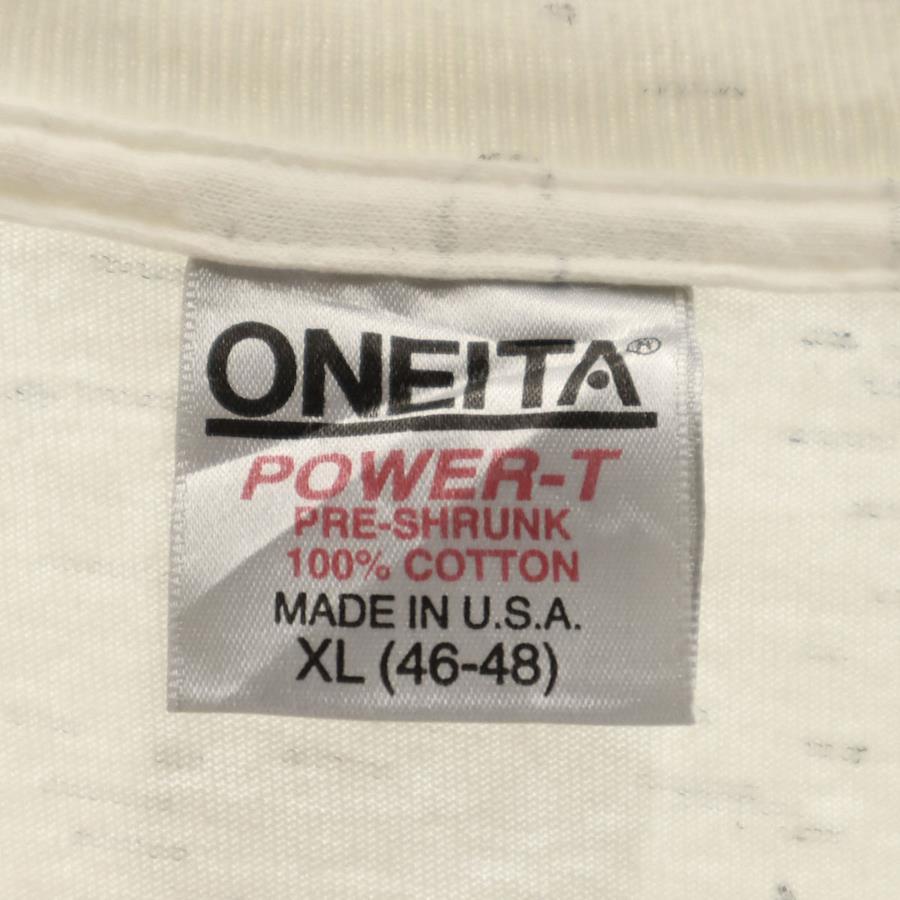 ONEITA®
POWER-T
PRE-SHRUNK
100% COTTON
MADE IN U.S.A.
XL (46-48)